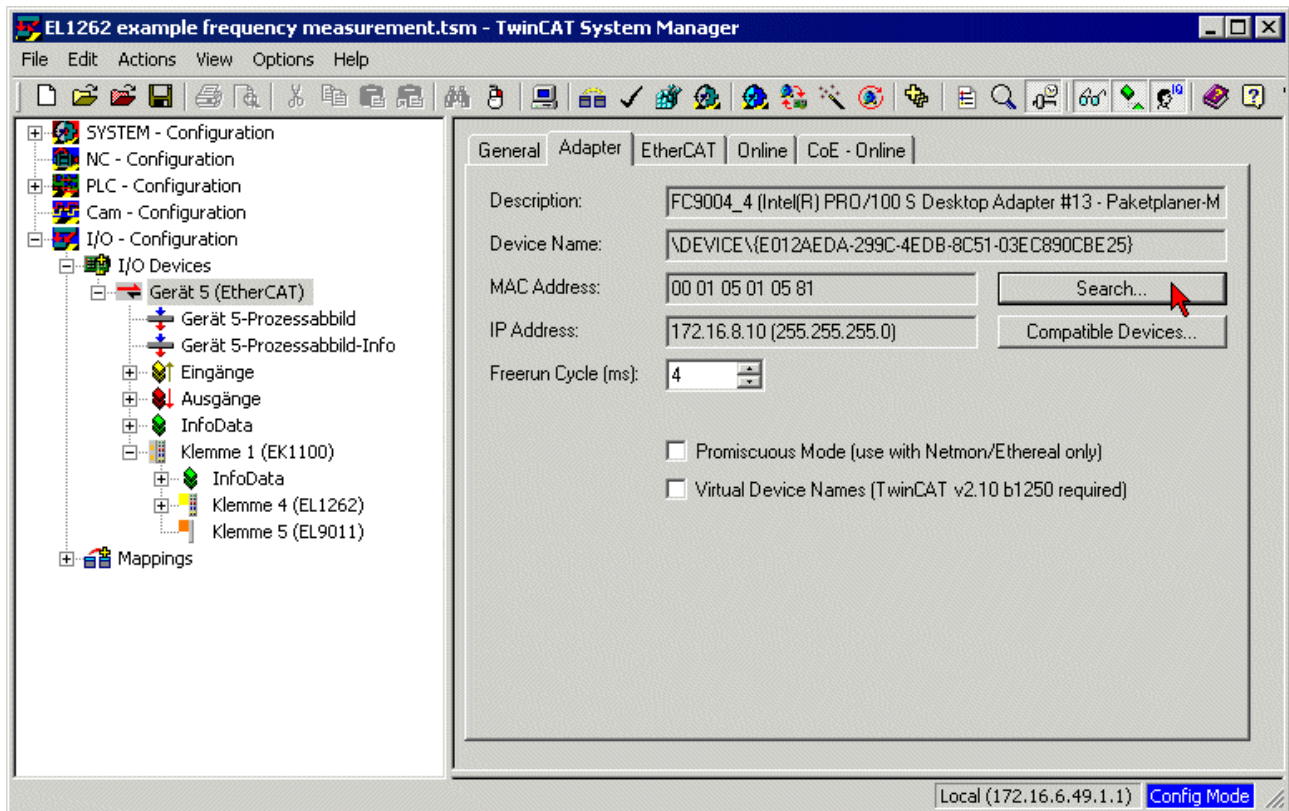 EL1262 example frequency measurement.tsm - TwinCAT System Manager
File Edit Actions View Options Help
SYSTEM - Configuration
NC - Configuration
PLC - Configuration
Cam - Configuration
I/O - Configuration
I/O Devices
Gerät 5 (EtherCAT)
Gerät 5-Prozessabbild
Gerät 5-Prozessabbild-Info
Eingänge
Ausgänge
InfoData
Klemme 1 (EK1100)
InfoData
Klemme 4 (EL1262)
Klemme 5 (EL9011)
Mappings
General Adapter EtherCAT Online CoE - Online
Description: FC9004_4 (Intel(R) PRO/100 S Desktop Adapter #13 - Paketplaner-M
Device Name: \DEVICE\{E012AEDA-299C-4EDB-8C51-03EC890CBE25}
MAC Address: 00 01 05 01 05 81 Search...
IP Address: 172.16.8.10 (255.255.255.0) Compatible Devices...
Freerun Cycle (ms): 4
Promiscuous Mode (use with Netmon/Ethereal only)
Virtual Device Names (TwinCAT v2.10 b1250 required)
Local (172.16.6.49.1.1) Config Mode